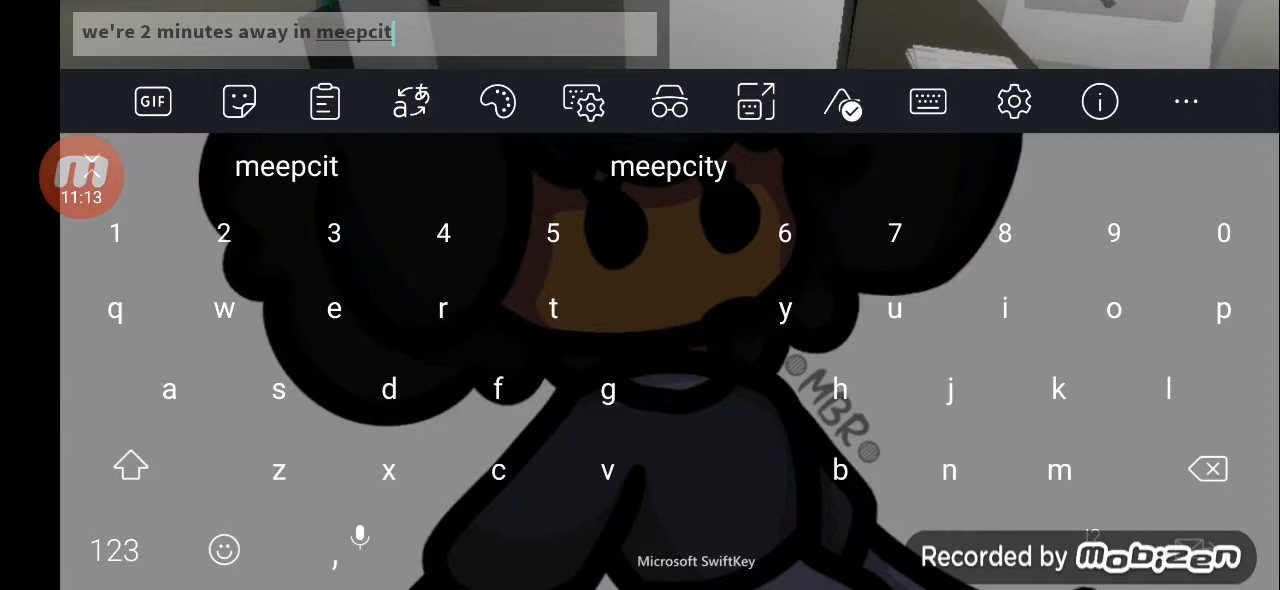 we're 2 minutes away in meepcit
GIF
meepcit meepcity
m
11:13
1 2 3 4 5 6 7 8 9 0
q w e r t y u i o p
a s d f g h j k l
MBR
z x c v b n m
123 , !?
Microsoft SwiftKey
Recorded by mobizen